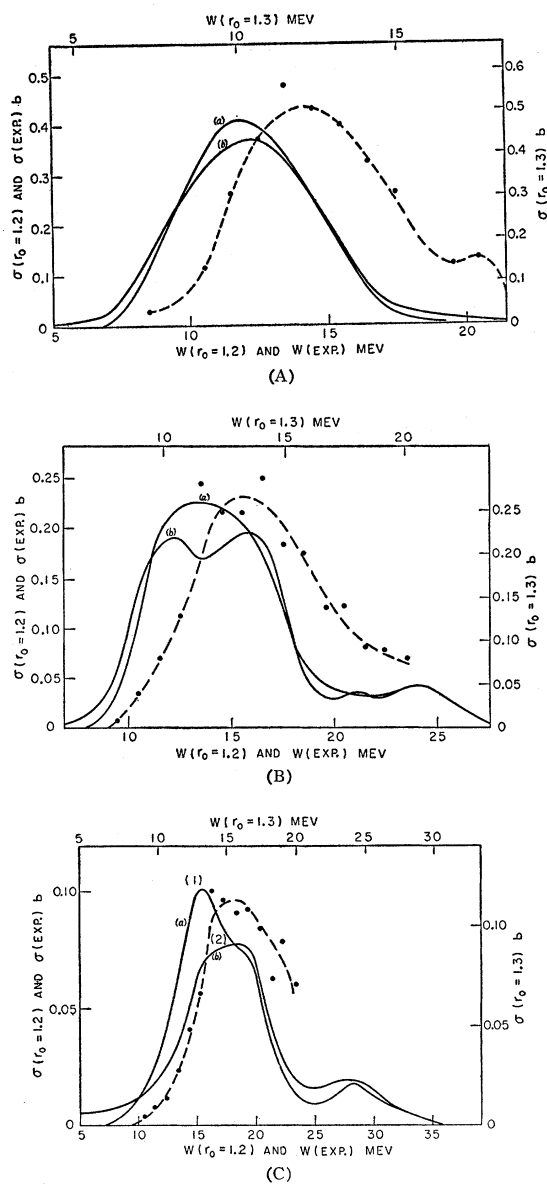 W(r₀=1.3) MEV
5 10 15
0.5
0.4
0.3
0.2
0.1
0
σ(r₀=1.2) AND σ(EXP.) b
(a)
(b)
0.6
0.5
0.4
0.3
0.2
0.1
0
σ(r₀=1.3) b
5 10 15 20
W(r₀=1.2) AND W(EXP.) MEV
(A)
W(r₀=1.3) MEV
10 15 20
0.25
0.20
0.15
0.10
0.05
0
σ(r₀=1.2) AND σ(EXP.) b
(a)
(b)
0.25
0.20
0.15
0.10
0.05
0
σ(r₀=1.3) b
10 15 20 25
W(r₀=1.2) AND W(EXP.) MEV
(B)
W(r₀=1.3) MEV
5 10 15 20 25 30
0.10
0.05
0
σ(r₀=1.2) AND σ(EXP.) b
(1)
(a)
(2)
(b)
0.10
0.05
0
σ(r₀=1.3) b
5 10 15 20 25 30 35
W(r₀=1.2) AND W(EXP.) MEV
(C)